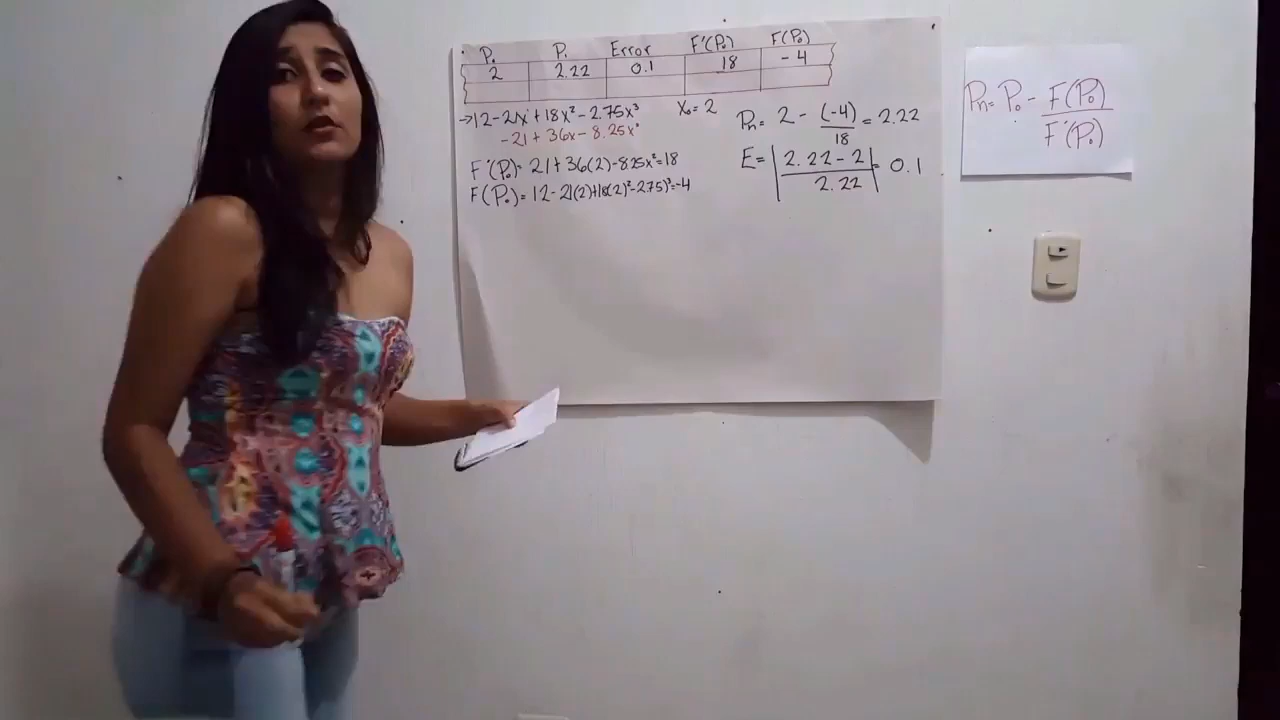 P₀ P₁ Error F'(P₀) F(P₀)
2 2.22 0.1 18 -4
→12-21x+18x²-2.75x³ X₀=2
-21+36x-8.25x²
F'(P₀)= 21+36(2)-8.25x²=18
F(P₀)=12-21(2)+18(2)²-2.75)³=-4
Pn= 2 - (-4)/18 = 2.22
E= |2.22-2/2.22|= 0.1
Pn= P₀ - F(P₀)/F'(P₀)